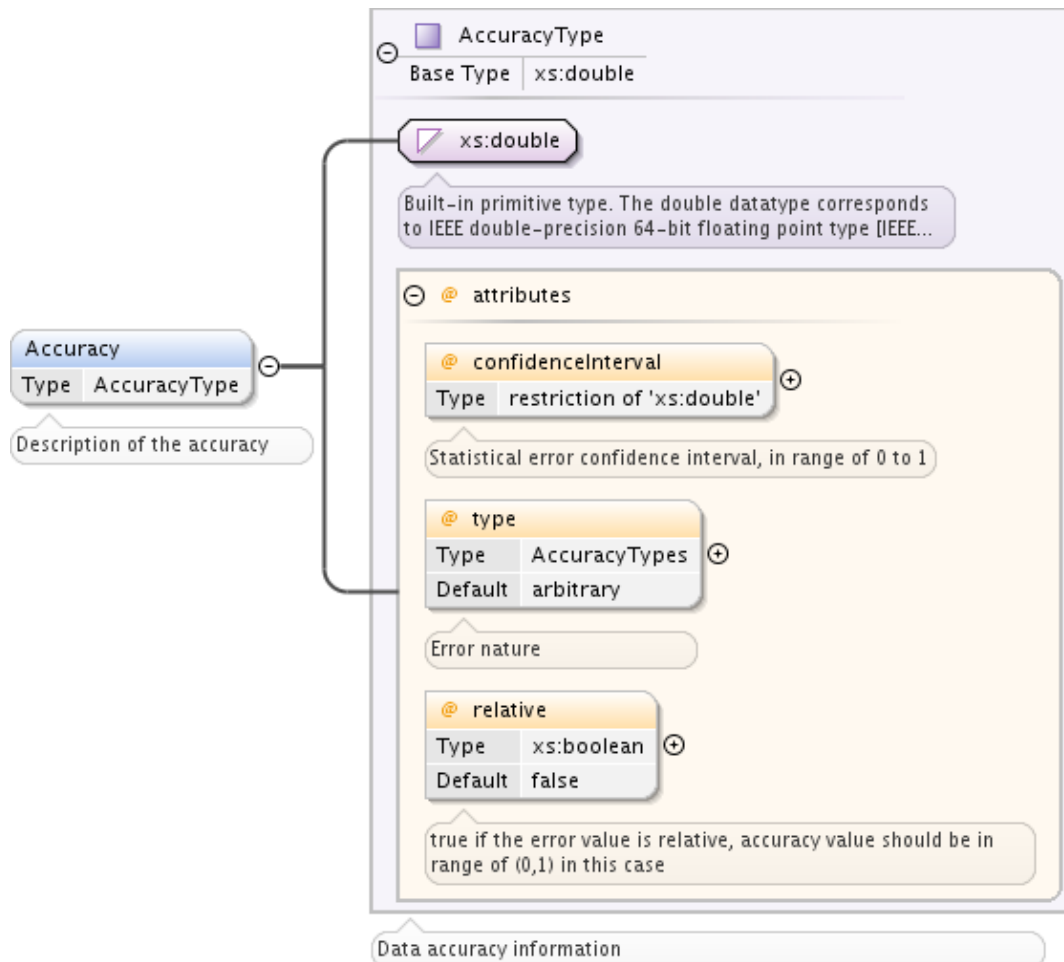 AccuracyType
Base Type xs:double
xs:double
Built-in primitive type. The double datatype corresponds
to IEEE double-precision 64-bit floating point type [IEEE...
@ attributes
Accuracy
Type AccuracyType
Description of the accuracy
@ confidenceInterval
Type restriction of 'xs:double'
Statistical error confidence interval, in range of 0 to 1
@ type
Type AccuracyTypes
Default arbitrary
Error nature
@ relative
Type xs:boolean
Default false
true if the error value is relative, accuracy value should be in
range of (0,1) in this case
Data accuracy information